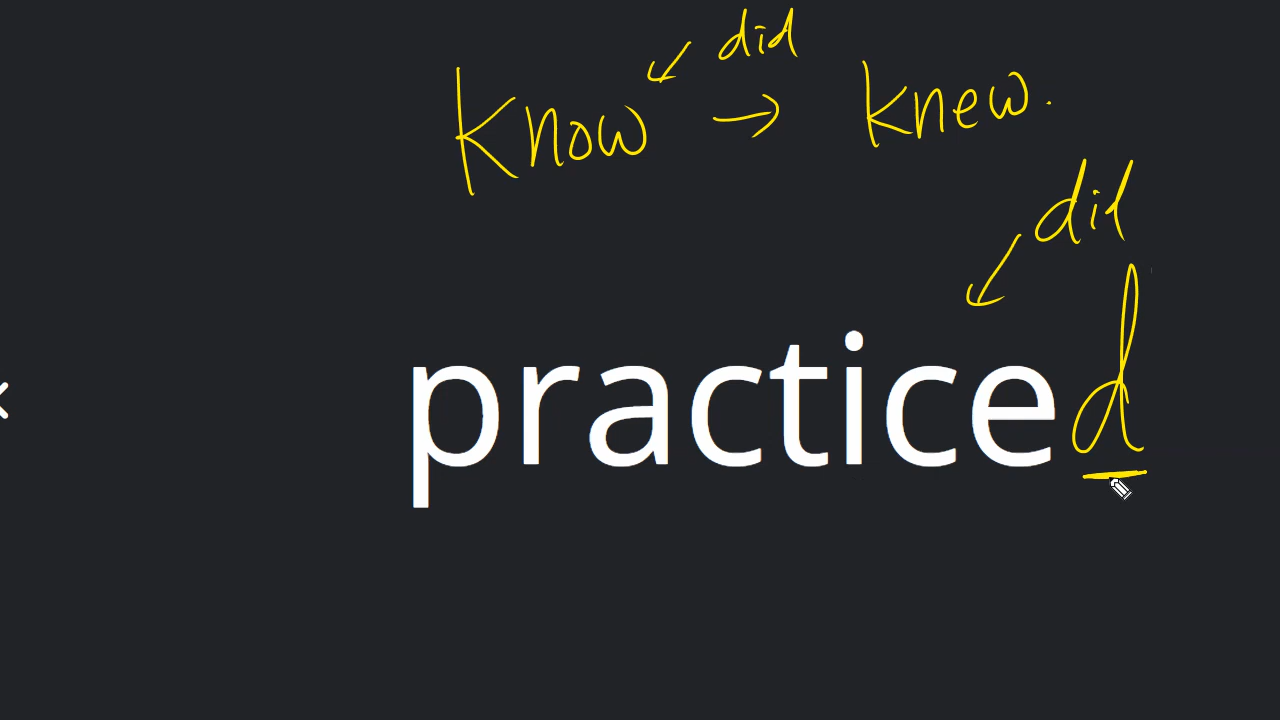 did
know → knew.
did
practiced